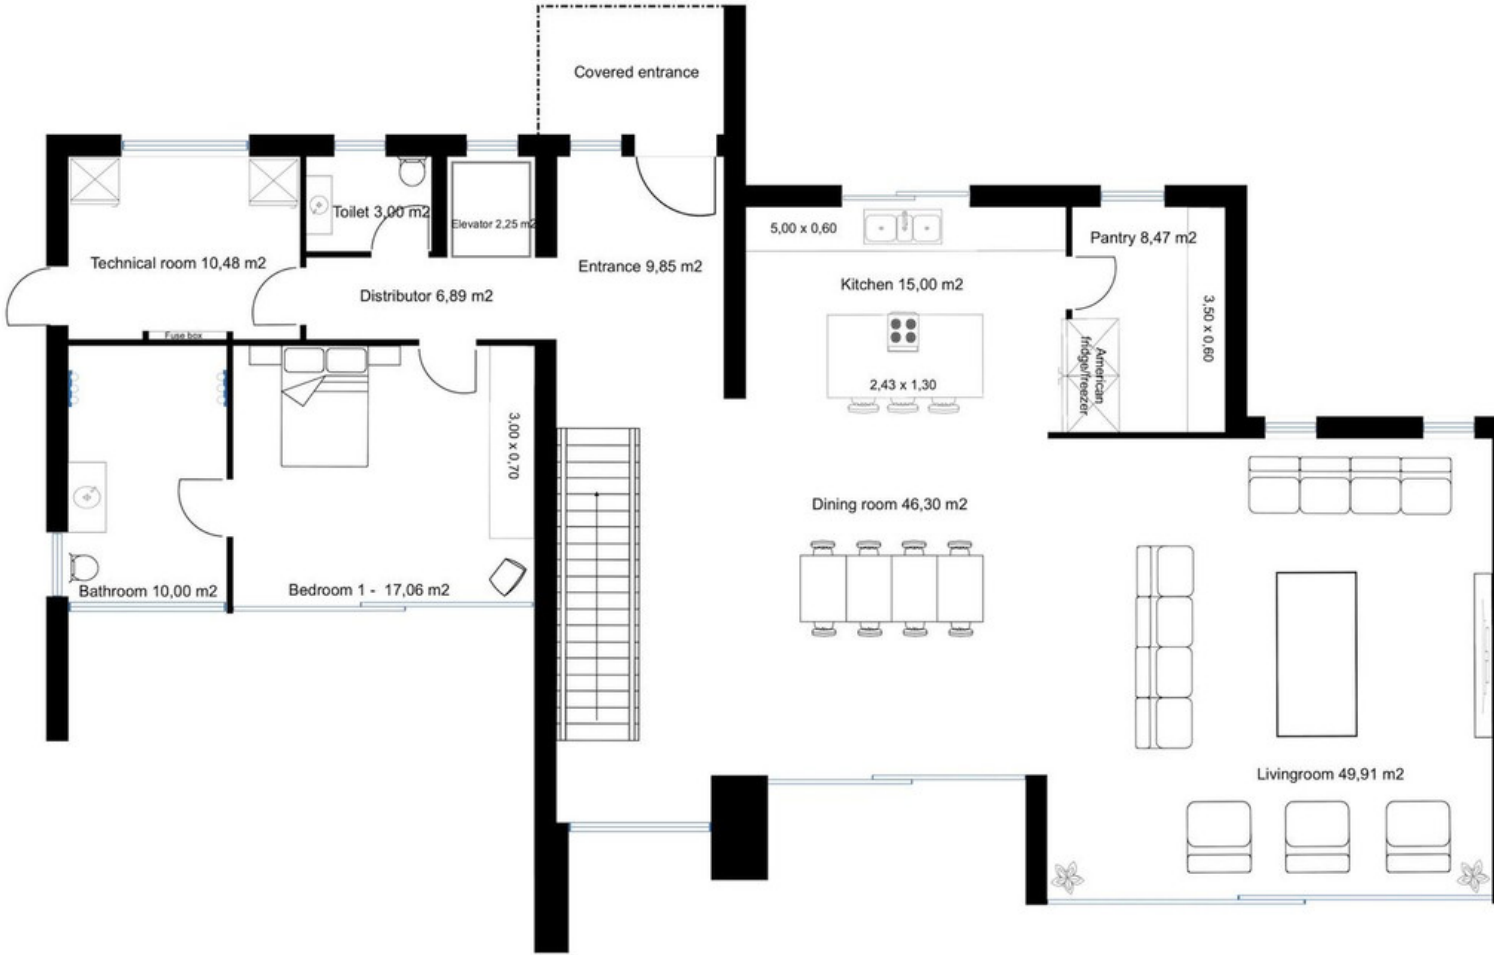 Covered entrance
Toilet 3,00 m2
Elevator 2,25 m2
5,00 x 0,60
Pantry 8,47 m2
Technical room 10,48 m2
Entrance 9,85 m2
Kitchen 15,00 m2
Distributor 6,89 m2
3,50 x 0,60
Fuse box
American
fridge/freezer
2,43 x 1,30
3,00 x 0,70
Dining room 46,30 m2
Bathroom 10,00 m2
Bedroom 1 - 17,06 m2
Livingroom 49,91 m2